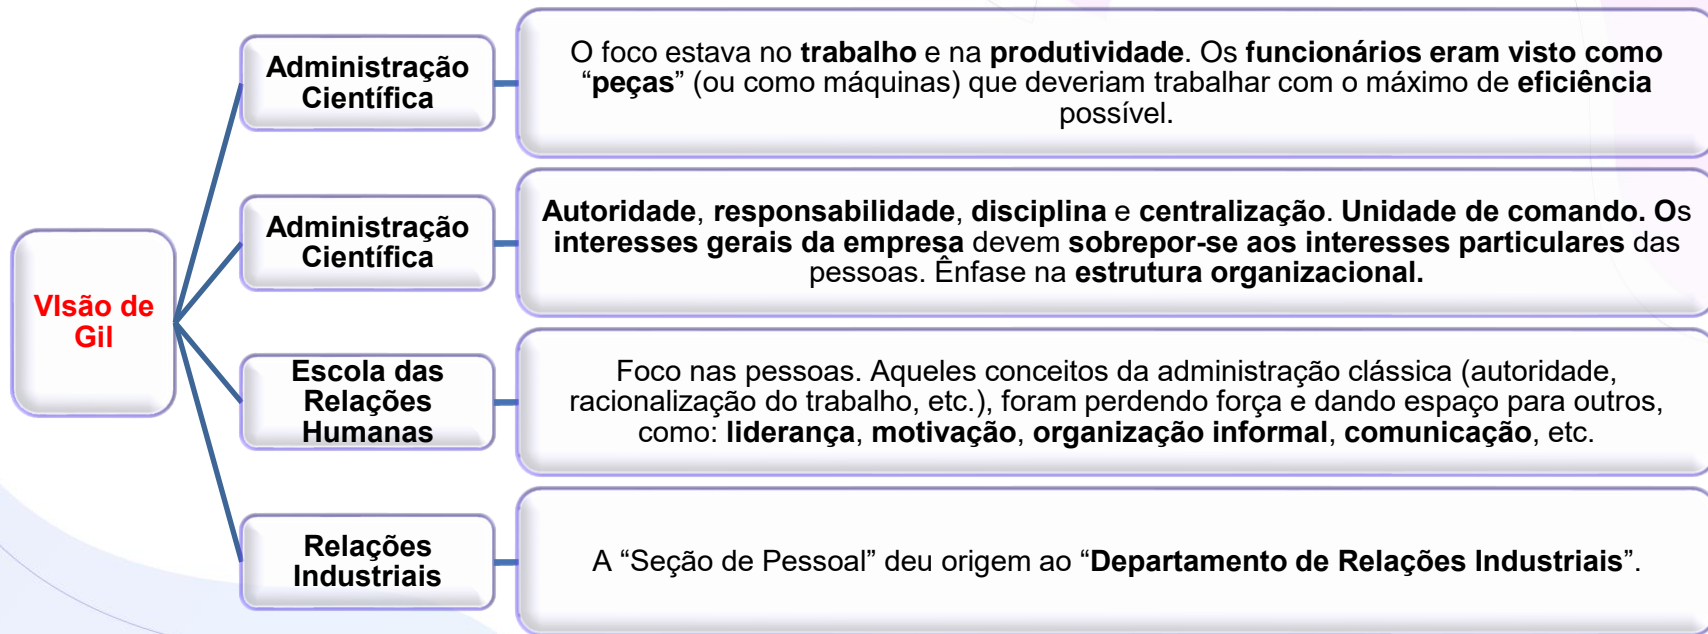 VIsão de
Gil
Administração
Científica
O foco estava no trabalho e na produtividade. Os funcionários eram visto como
“peças” (ou como máquinas) que deveriam trabalhar com o máximo de eficiência
possível.
Administração
Científica
Autoridade, responsabilidade, disciplina e centralização. Unidade de comando. Os
interesses gerais da empresa devem sobrepor-se aos interesses particulares das
pessoas. Ênfase na estrutura organizacional.
Escola das
Relações
Humanas
Foco nas pessoas. Aqueles conceitos da administração clássica (autoridade,
racionalização do trabalho, etc.), foram perdendo força e dando espaço para outros,
como: liderança, motivação, organização informal, comunicação, etc.
Relações
Industriais
A “Seção de Pessoal” deu origem ao “Departamento de Relações Industriais”.